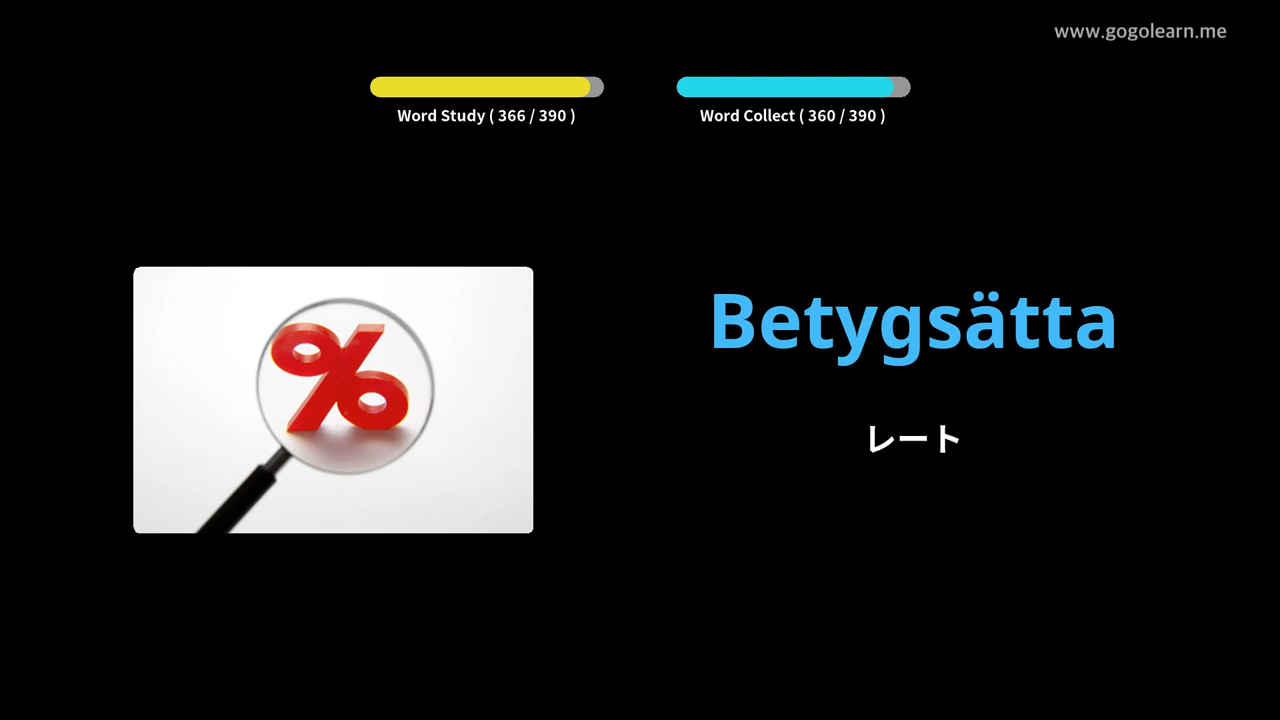 www.gogolearn.me
Word Study ( 366 / 390 )
Word Collect ( 360 / 390 )
%
Betygsätta
レート